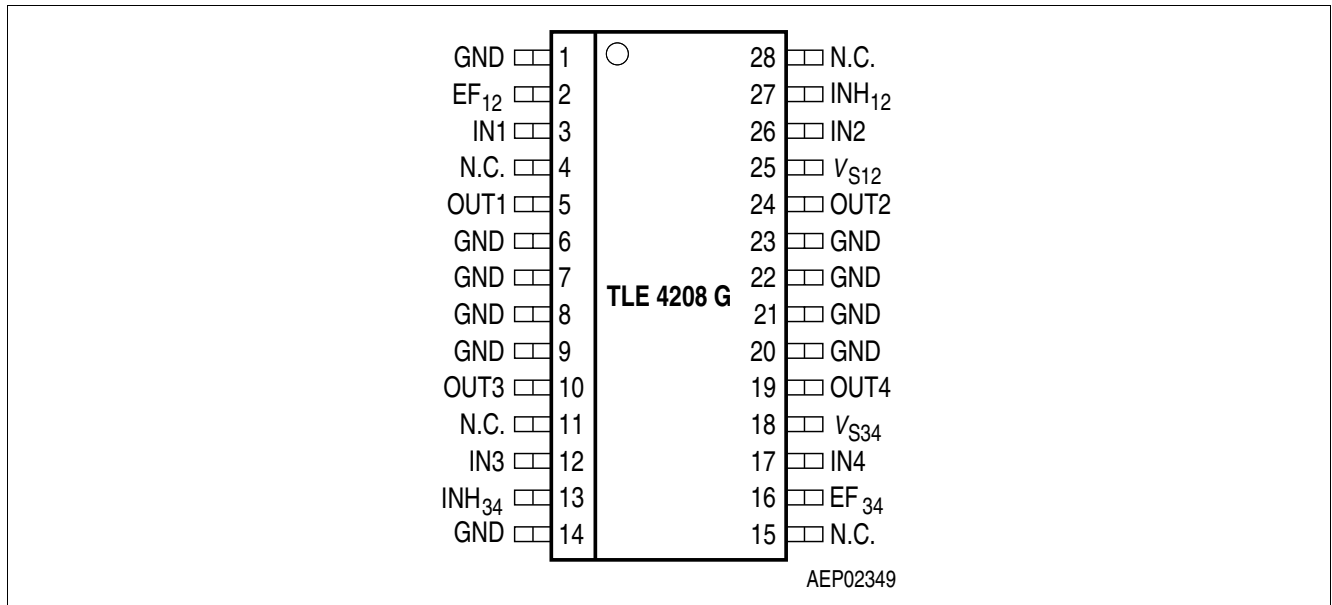 GND 1 28 N.C.
EF12 2 27 INH12
IN1 3 26 IN2
N.C. 4 25 VS12
OUT1 5 24 OUT2
GND 6 23 GND
GND 7 22 GND
TLE 4208 G
GND 8 21 GND
GND 9 20 GND
OUT3 10 19 OUT4
N.C. 11 18 VS34
IN3 12 17 IN4
INH34 13 16 EF34
GND 14 15 N.C.
AEP02349